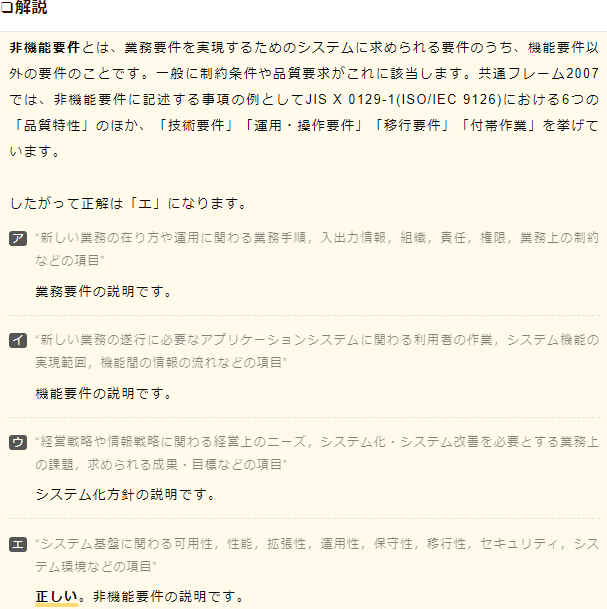 解説
非機能要件とは、業務要件を実現するためのシステムに求められる要件のうち、機能要件以
外の要件のことです。一般に制約条件や品質要求がこれに該当します。共通フレーム2007
では、非機能要件に記述する事項の例としてJIS X 0129-1(ISO/IEC 9126)における6つの
「品質特性」のほか、「技術要件」「運用・操作要件」「移行要件」「付帯作業」を挙げて
います。
したがって正解は「エ」になります。
ア “新しい業務の在り方や運用に関わる業務手順，入出力情報，組織，責任，権限，業務上の制約
などの項目”
業務要件の説明です。
イ “新しい業務の遂行に必要なアプリケーションシステムに関わる利用者の作業，システム機能の
実現範囲，機能間の情報の流れなどの項目”
機能要件の説明です。
ウ “経営戦略や情報戦略に関わる経営上のニーズ，システム化・システム改善を必要とする業務上
の課題，求められる成果・目標などの項目”
システム化方針の説明です。
エ “システム基盤に関わる可用性，性能，拡張性，運用性，保守性，移行性，セキュリティ，シス
テム環境などの項目”
正しい。非機能要件の説明です。